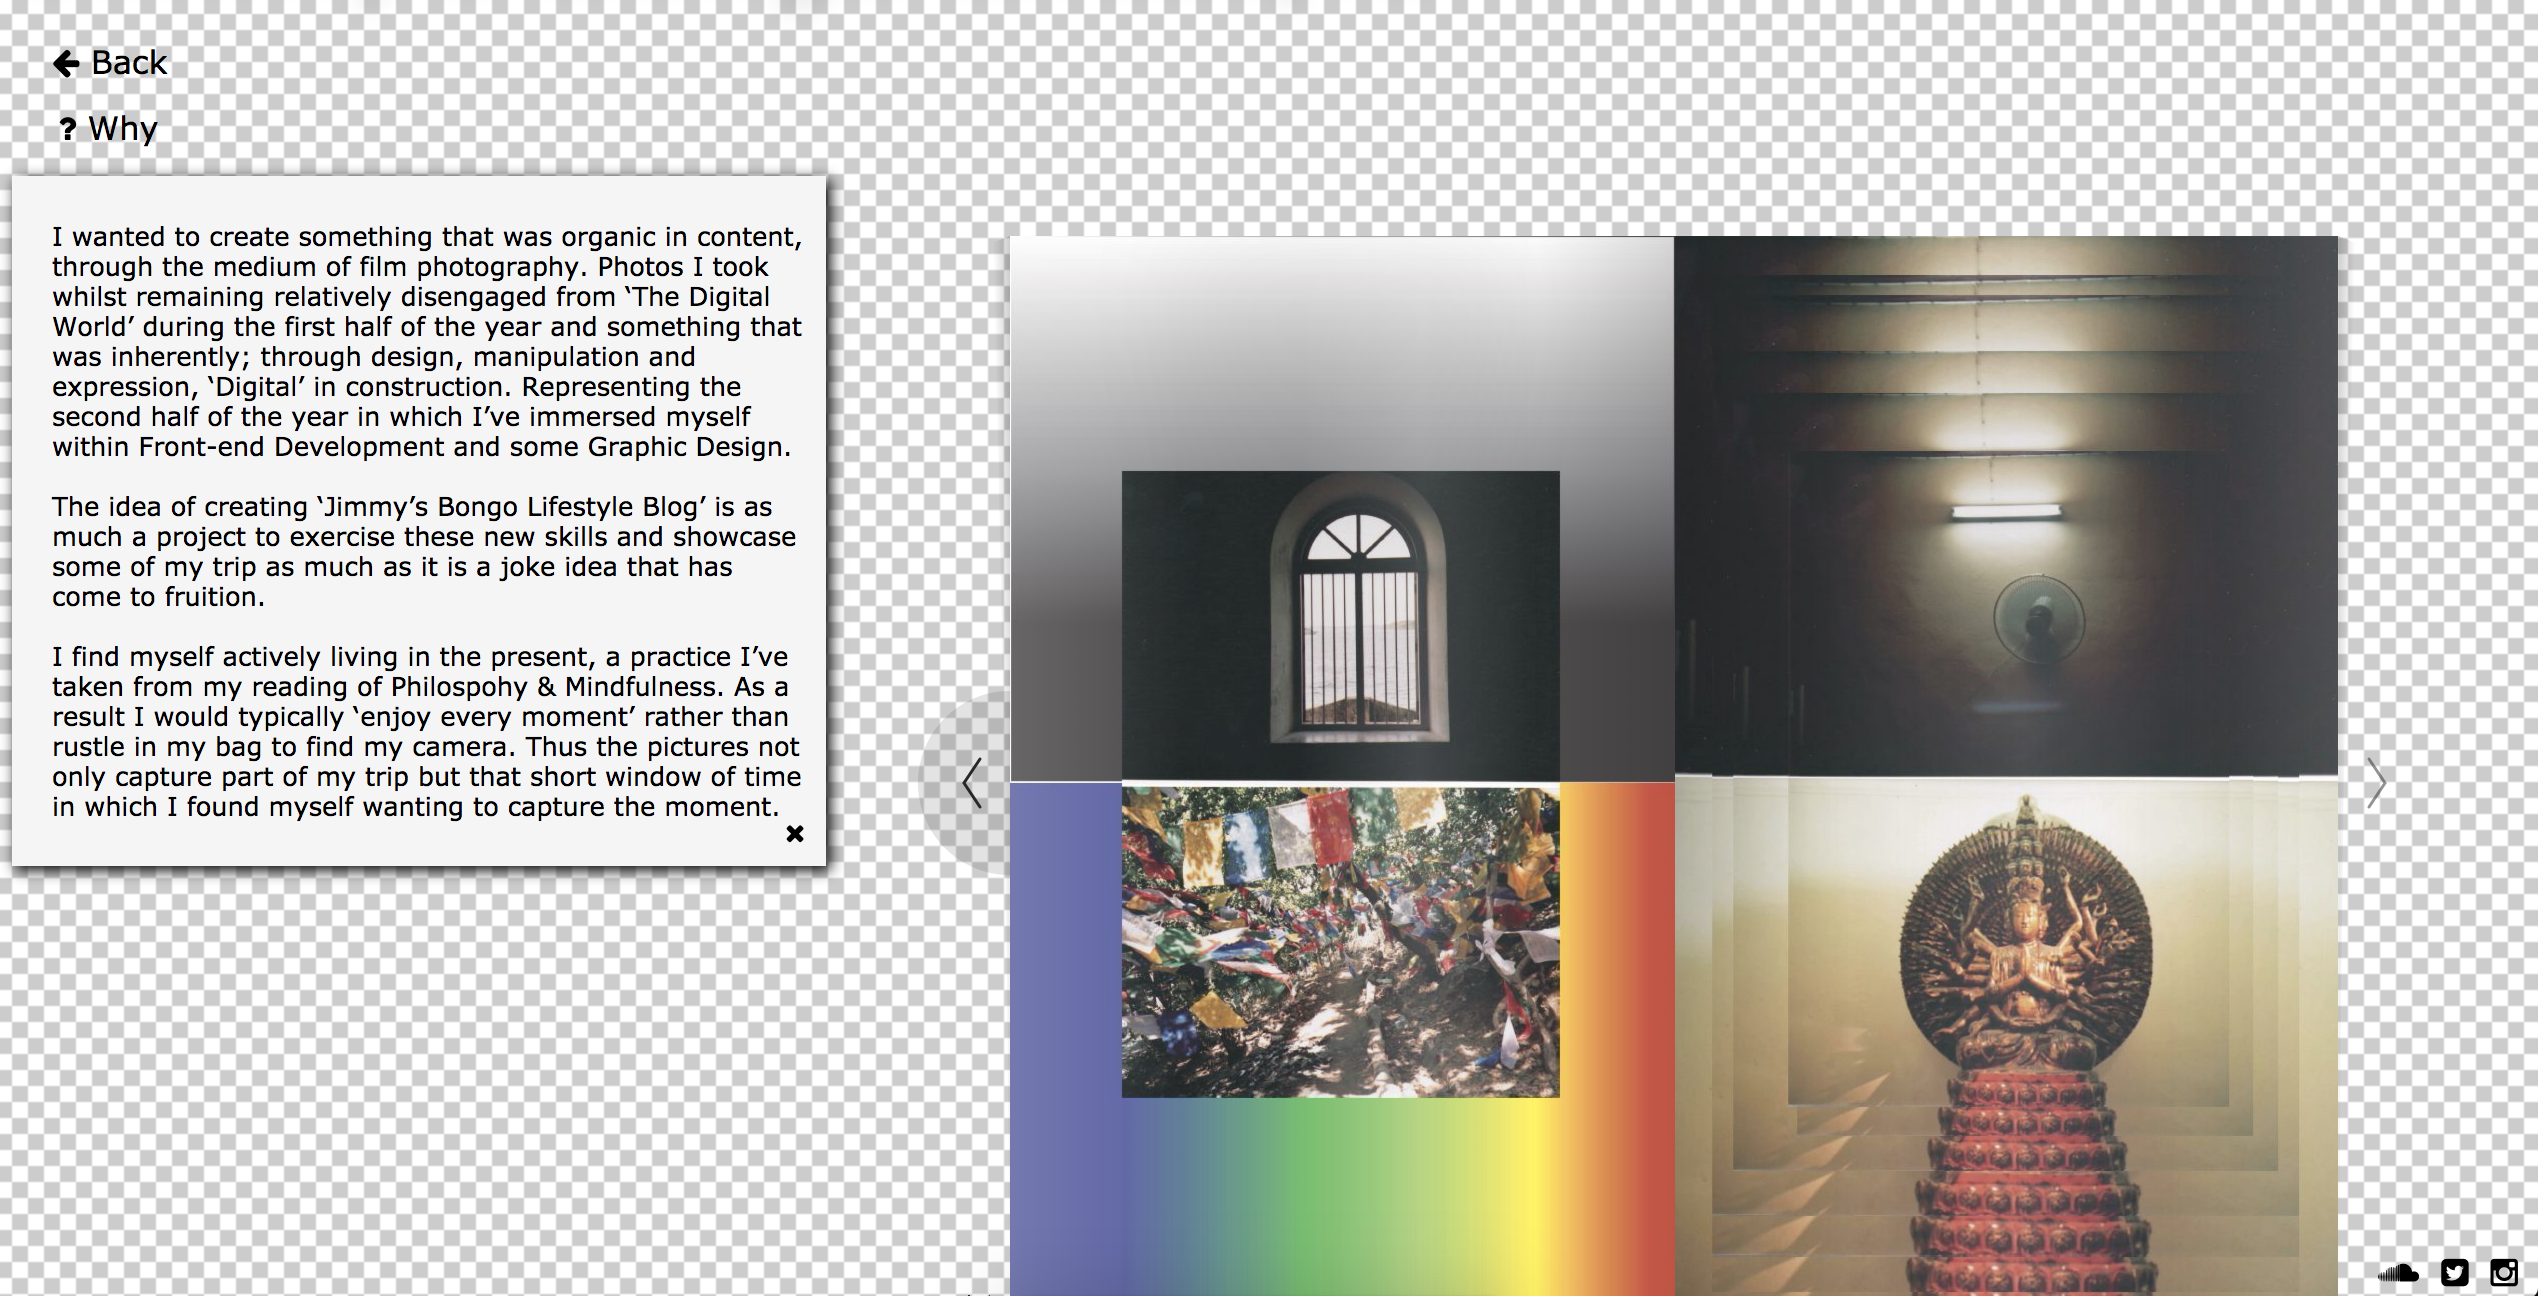 Back
? Why
I wanted to create something that was organic in content,
through the medium of film photography. Photos I took
whilst remaining relatively disengaged from ‘The Digital
World’ during the first half of the year and something that
was inherently; through design, manipulation and
expression, ‘Digital’ in construction. Representing the
second half of the year in which I’ve immersed myself
within Front-end Development and some Graphic Design.
The idea of creating ‘Jimmy’s Bongo Lifestyle Blog’ is as
much a project to exercise these new skills and showcase
some of my trip as much as it is a joke idea that has
come to fruition.
I find myself actively living in the present, a practice I’ve
taken from my reading of Philospohy & Mindfulness. As a
result I would typically ‘enjoy every moment’ rather than
rustle in my bag to find my camera. Thus the pictures not
only capture part of my trip but that short window of time
in which I found myself wanting to capture the moment.